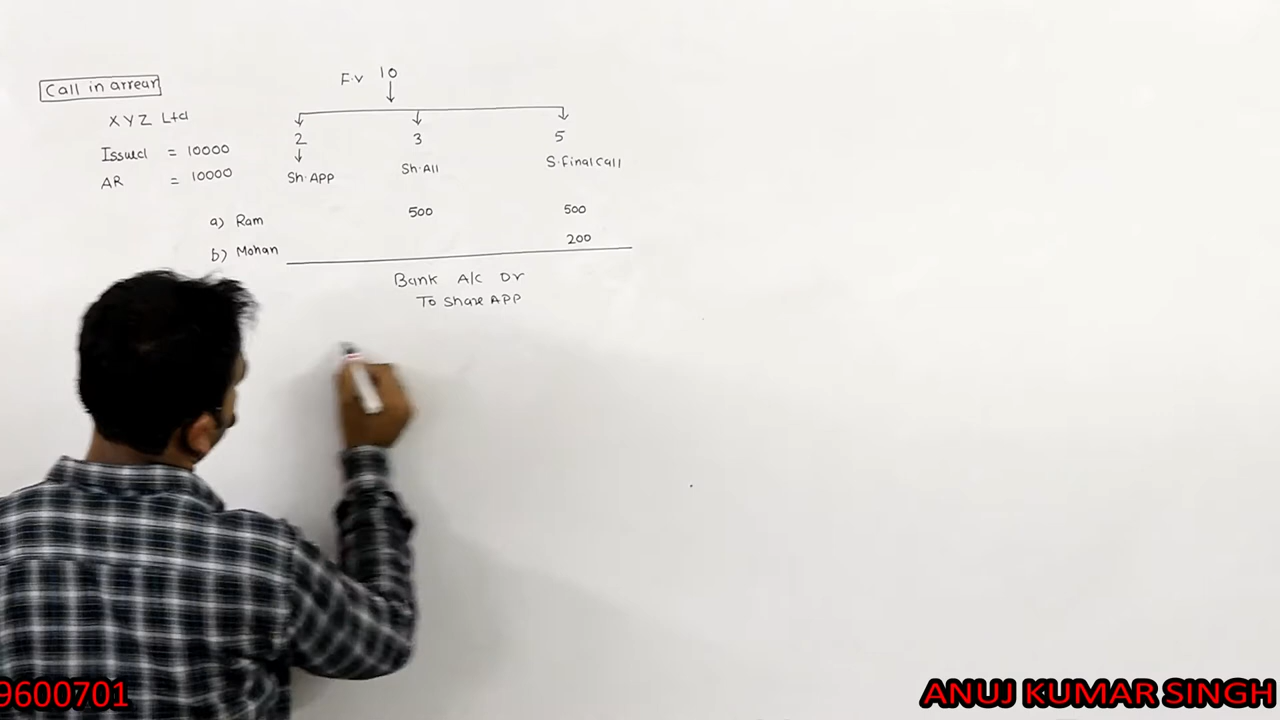 Call in arrear
F.v 10
XYZ Ltd
2 3 5
Issued = 10000
Sh.APP Sh.All S.final Call
AR = 10000
a) Ram 500 500
b) Mohan 200
Bank A/C Dr
To Share APP
9600701
ANUJ KUMAR SINGH